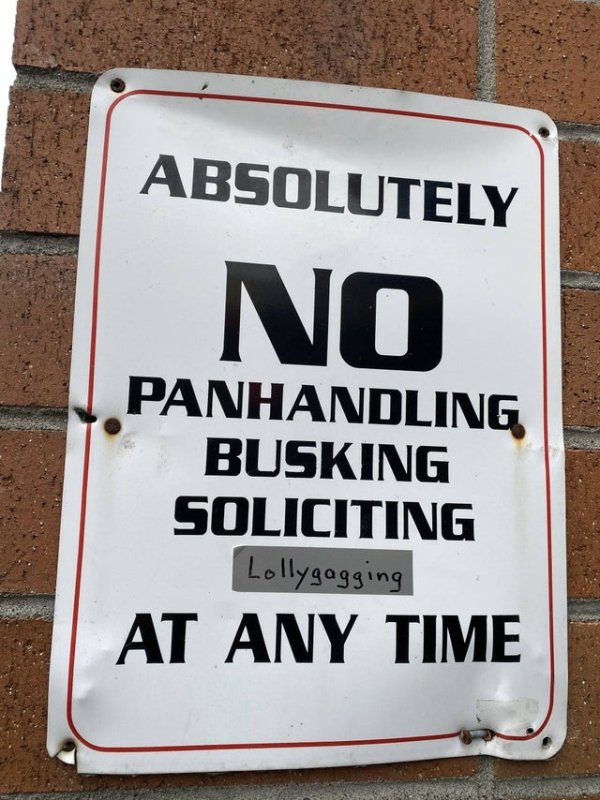 ABSOLUTELY
NO
PANHANDLING
BUSKING
SOLICITING
Lollygagging
AT ANY TIME